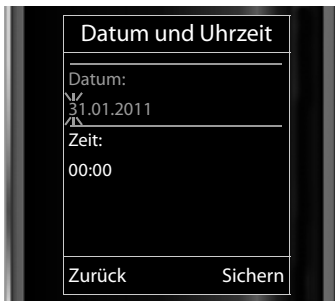 Datum und Uhrzeit
Datum:
31.01.2011
Zeit:
00:00
Zurück Sichern